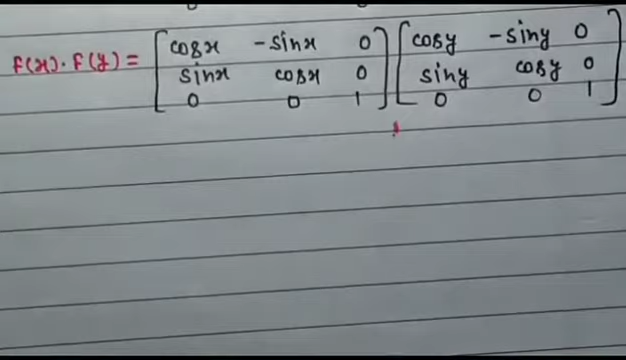 F(x). F(y) = [cosx -sinx 0] [cosy -siny 0]
[sinx cosx 0] [siny cosy 0]
[0 0 1] [0 0 1]